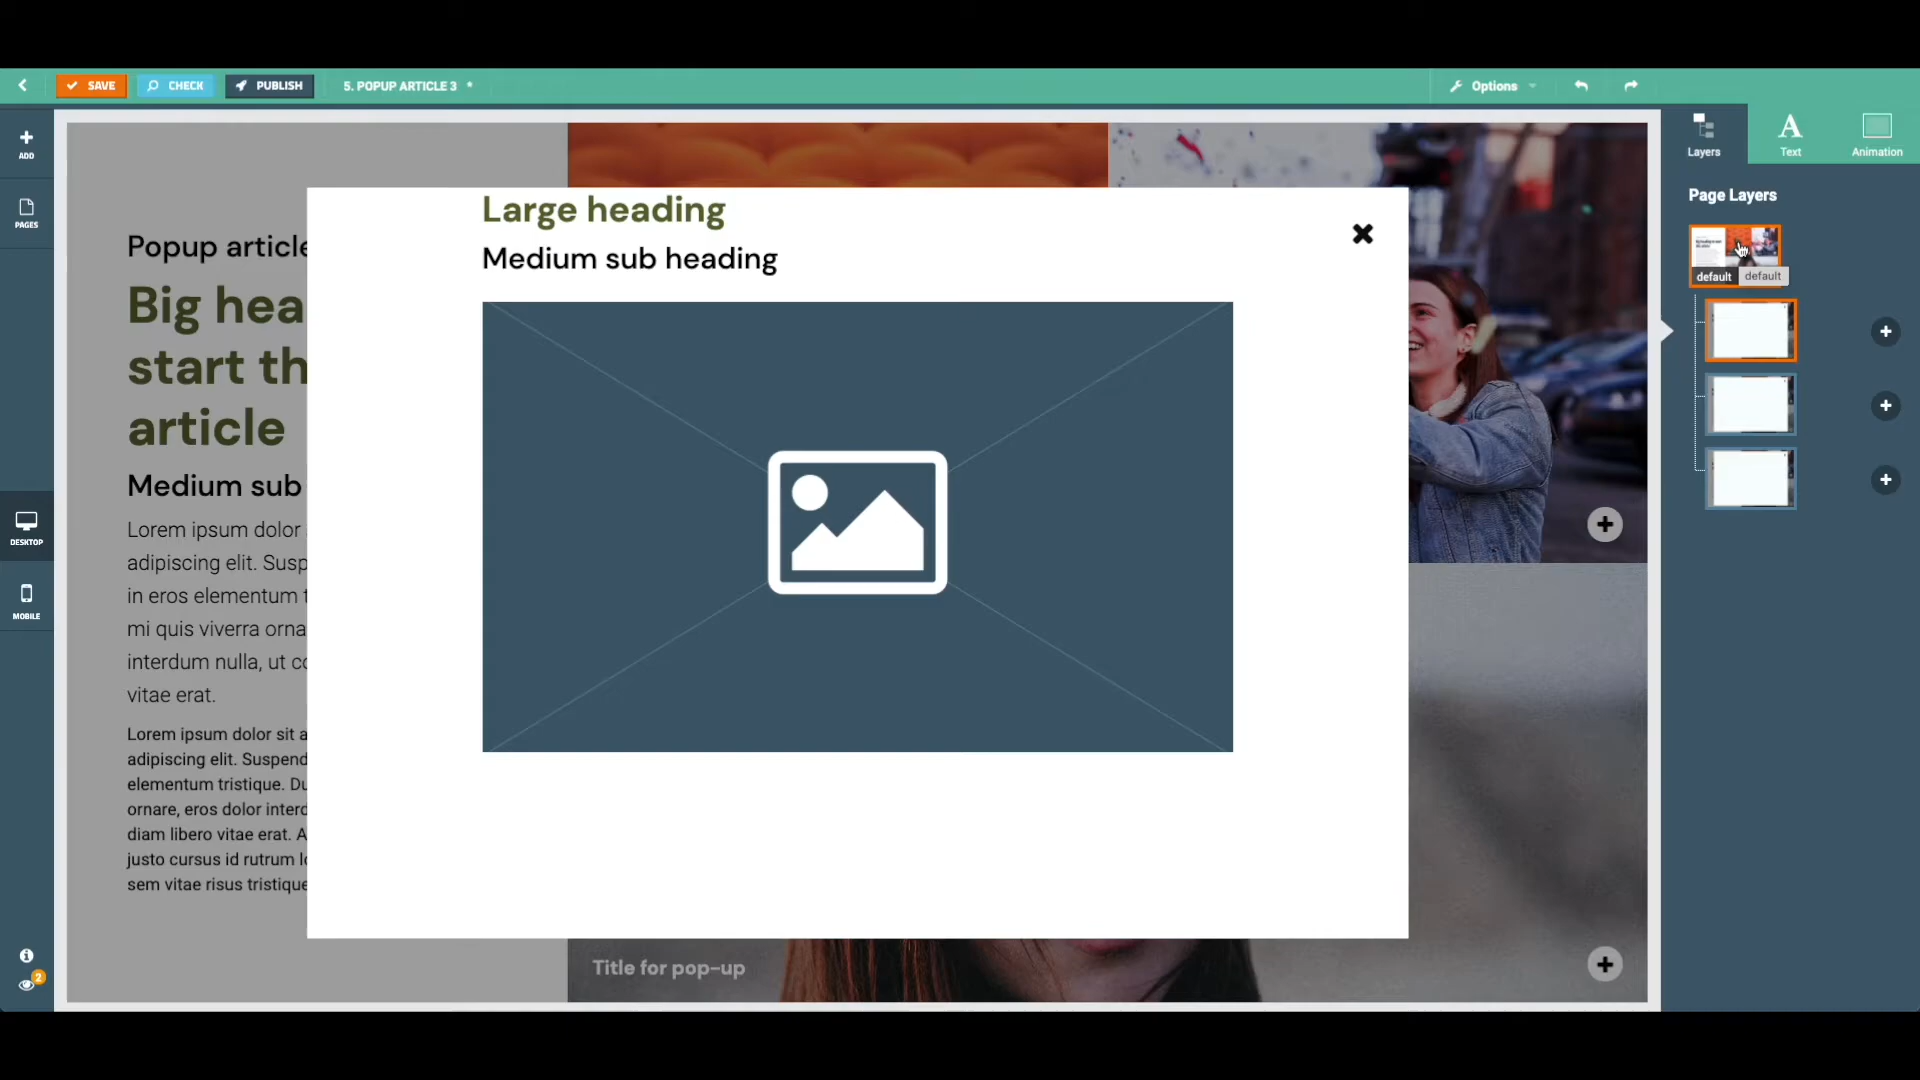 SAVE
CHECK
PUBLISH
5. POPUP ARTICLE 3 *
Options
ADD
PAGES
DESKTOP
MOBILE
2
Popup article
Big hea
start th
article
Medium sub
Lorem ipsum dolor
adipiscing elit. Susp
in eros elementum t
mi quis viverra orna
interdum nulla, ut co
vitae erat.
Lorem ipsum dolor sit a
adipiscing elit. Suspend
elementum tristique. Du
ornare, eros dolor interd
diam libero vitae erat. A
justo cursus id rutrum lo
sem vitae risus tristique
Large heading
Medium sub heading
Title for pop-up
Layers
Text
Animation
Page Layers
default
default